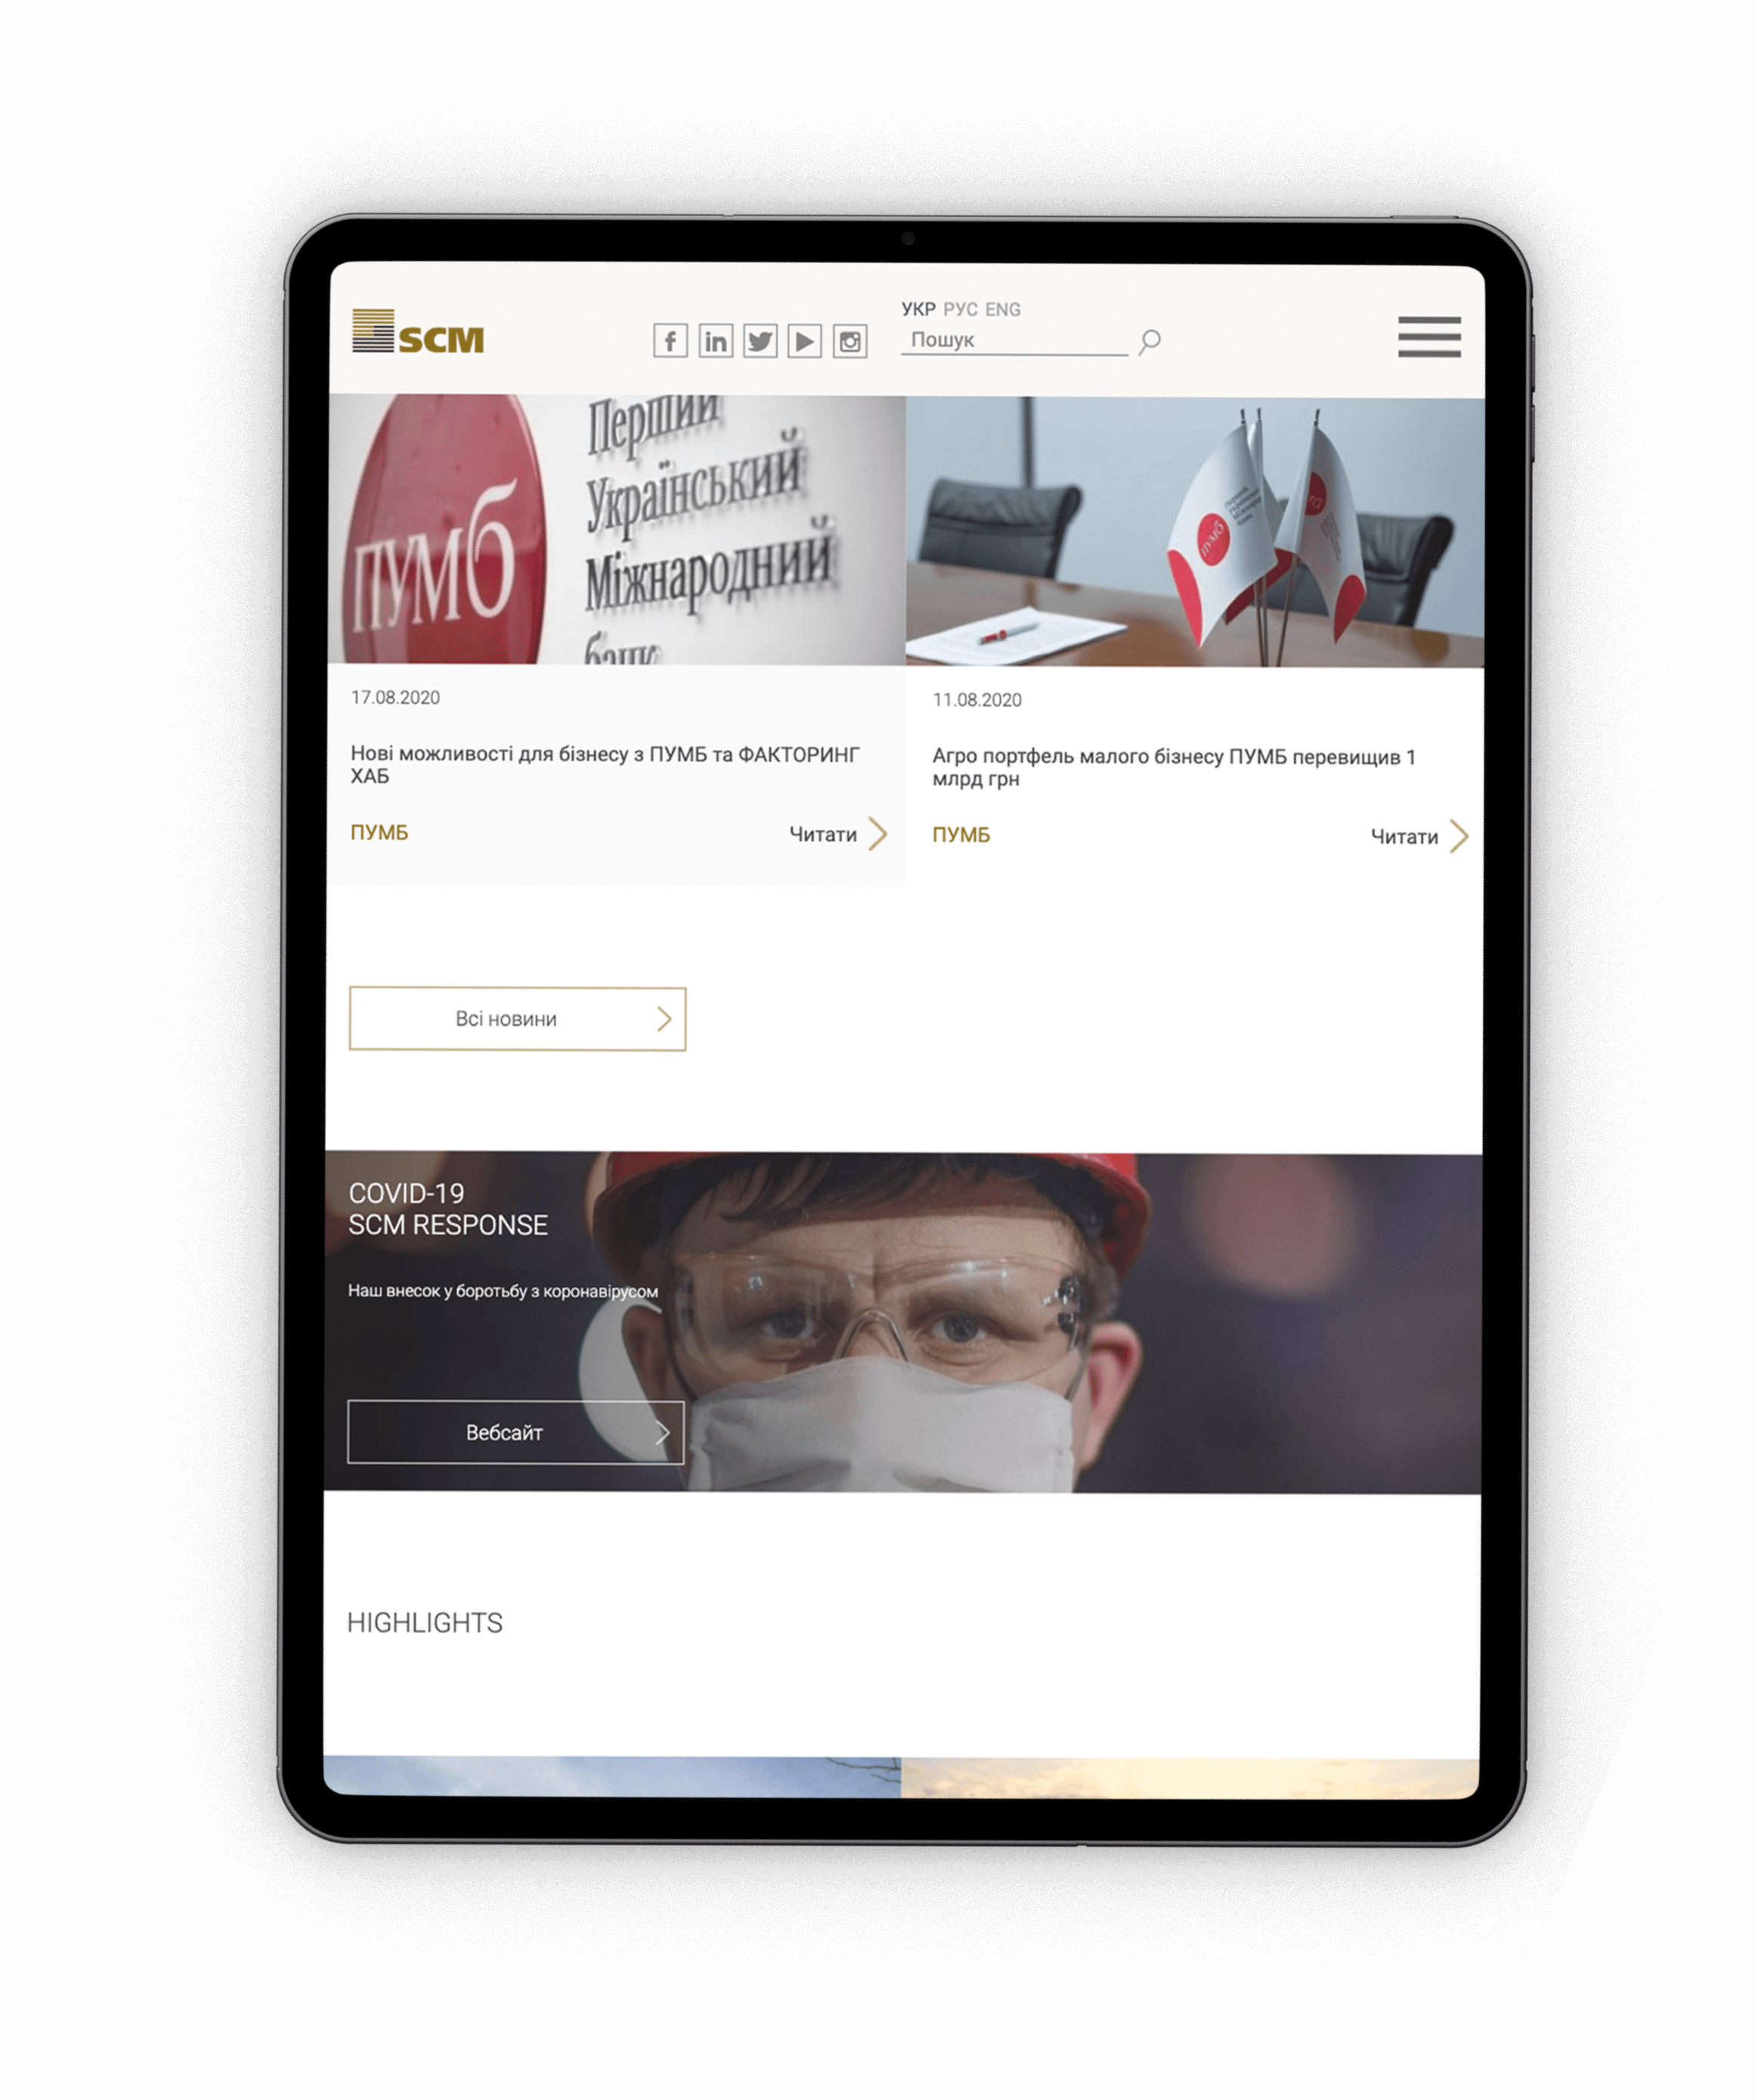 SCM
УКР РУС ENG
Пошук
ПУМБ
Перший
Український
Міжнародний
банк
ПУМБ
17.08.2020
Нові можливості для бізнесу з ПУМБ та ФАКТОРИНГ
ХАБ
ПУМБ
Читати
11.08.2020
Агро портфель малого бізнесу ПУМБ перевищив 1
млрд грн
ПУМБ
Читати
Всі новини
COVID-19
SCM RESPONSE
Наш внесок у боротьбу з коронавірусом
Вебсайт
HIGHLIGHTS